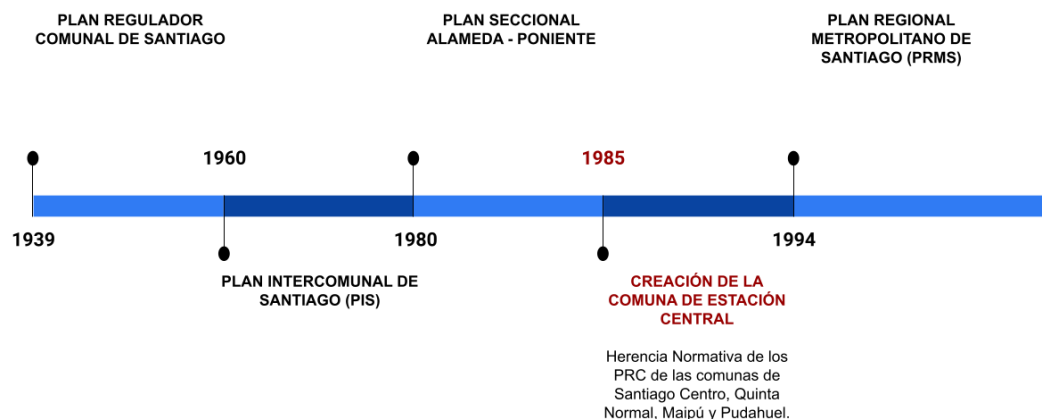 PLAN REGULADOR
COMUNAL DE SANTIAGO
PLAN SECCIONAL
ALAMEDA - PONIENTE
PLAN REGIONAL
METROPOLITANO DE
SANTIAGO (PRMS)
1960
1985
1939
1980
1994
PLAN INTERCOMUNAL DE
SANTIAGO (PIS)
CREACIÓN DE LA
COMUNA DE ESTACIÓN
CENTRAL
Herencia Normativa de los
PRC de las comunas de
Santiago Centro, Quinta
Normal, Maipú y Pudahuel.